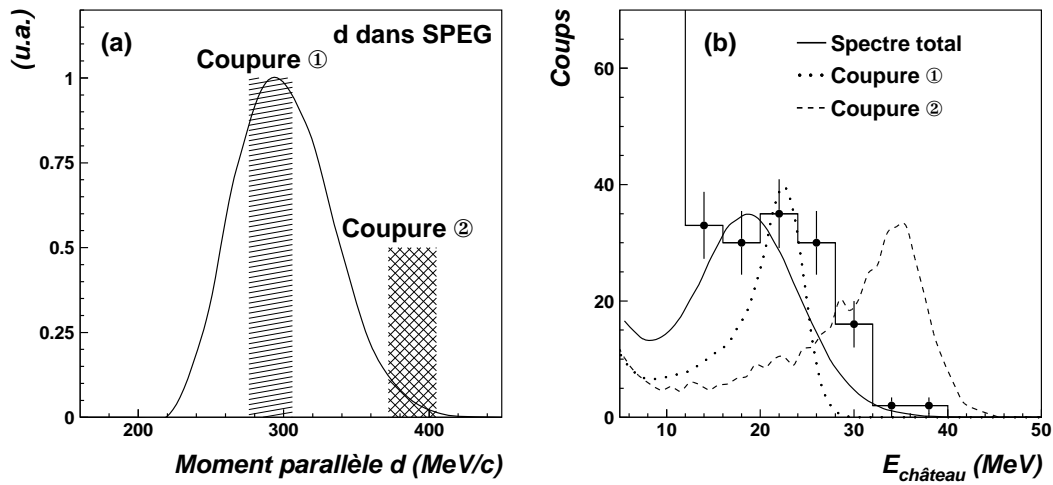 (u.a.)
(a)
d dans SPEG
Coupure ①
Coupure ②
1
0.75
0.5
0.25
0
200
300
400
Moment parallèle d (MeV/c)
Coups
(b)
Spectre total
Coupure ①
Coupure ②
60
40
20
0
10
20
30
40
50
E château (MeV)